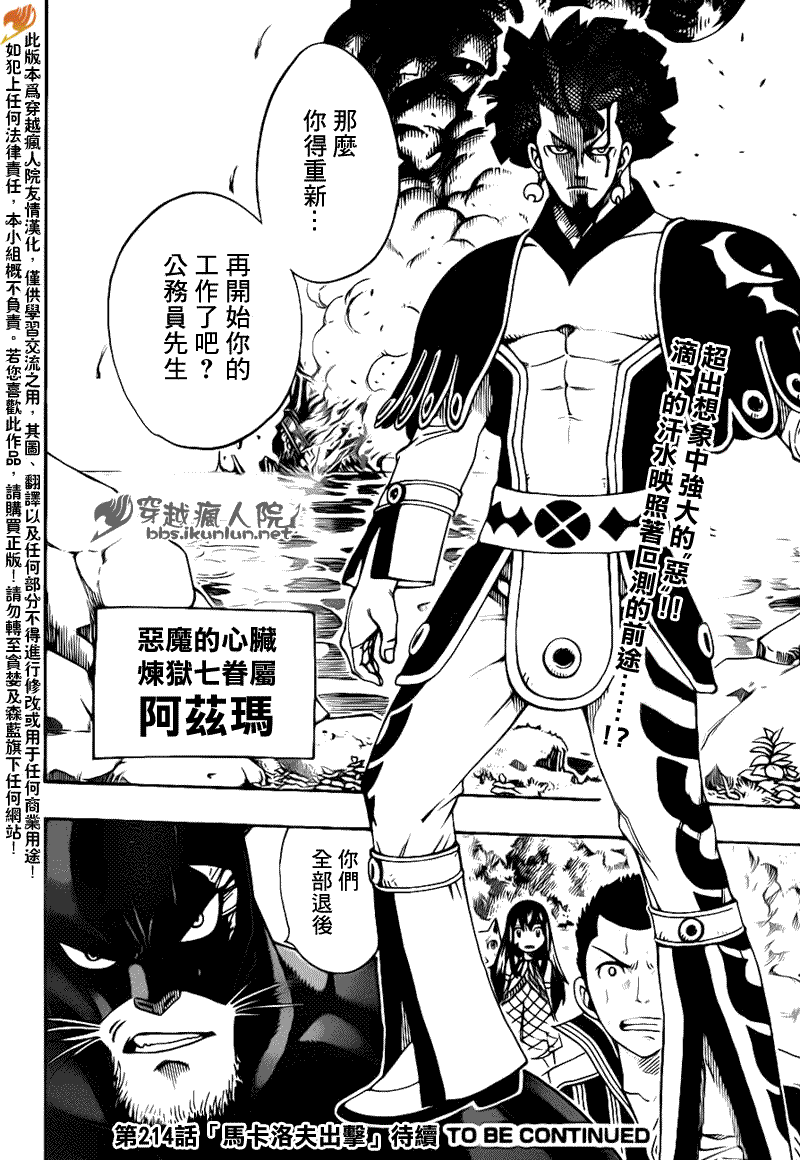 那麼
你得重新…
再開始你的
工作了吧？
公務員先生
超出想象中強大的〝惡〞!!
滴下的汗水映照著叵測的前途……!?
惡魔的心臟
煉獄七眷屬
阿茲瑪
你們
全部退後
第214話「馬卡洛夫出擊」待續 TO BE CONTINUED
穿越瘋人院
bbs.ikunlun.net
此版本爲穿越瘋人院友情漢化，僅供學習交流之用，其圖、翻譯以及任何部分不得進行修改或用于任何商業用途！
如犯上任何法律責任，本小組概不負責。若您喜歡此作品，請購買正版！請勿轉至貪婪及森藍旗下任何網站！